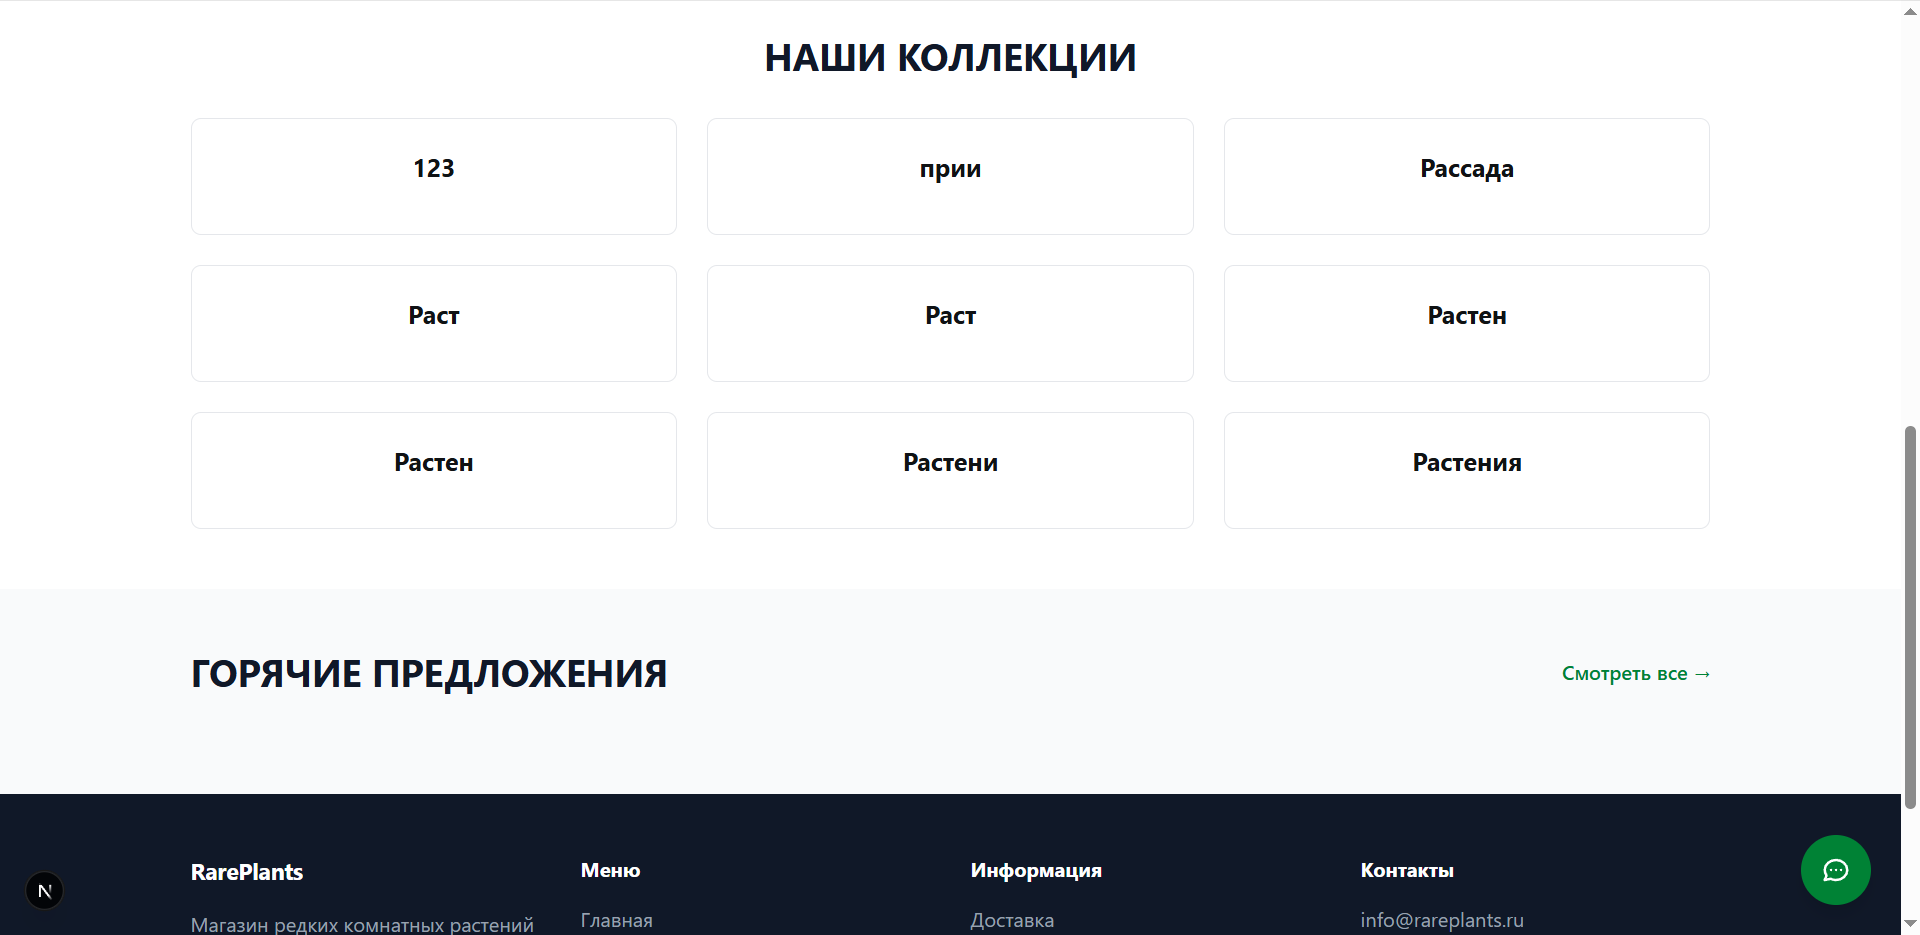 НАШИ КОЛЛЕКЦИИ
123
прии
Рассада
Раст
Раст
Растен
Растен
Растени
Растения
ГОРЯЧИЕ ПРЕДЛОЖЕНИЯ
Смотреть все →
RarePlants
Меню
Информация
Контакты
Магазин редких комнатных растений
Главная
Доставка
info@rareplants.ru
N